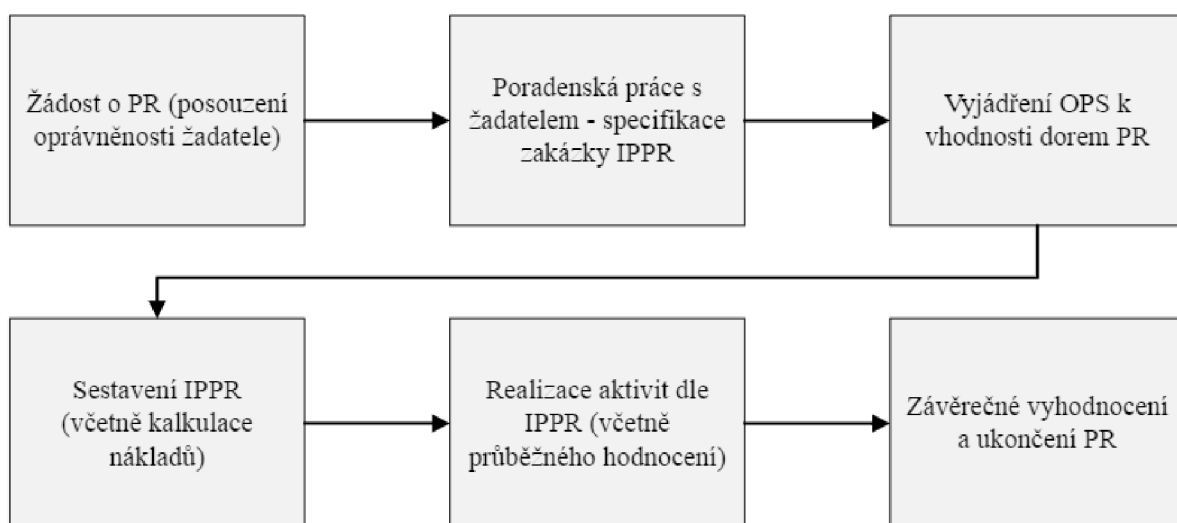 Žádost o PR (posouzení
oprávněnosti žadatele)
Poradenská práce s
žadatelem - specifikace
zakázky IPPR
Vyjádření OPS k
vhodnosti dorem PR
Sestavení IPPR
(včetně kalkulace
nákladů)
Realizace aktivit dle
IPPR (včetně
průběžného hodnocení)
Závěrečné vyhodnocení
a ukončení PR